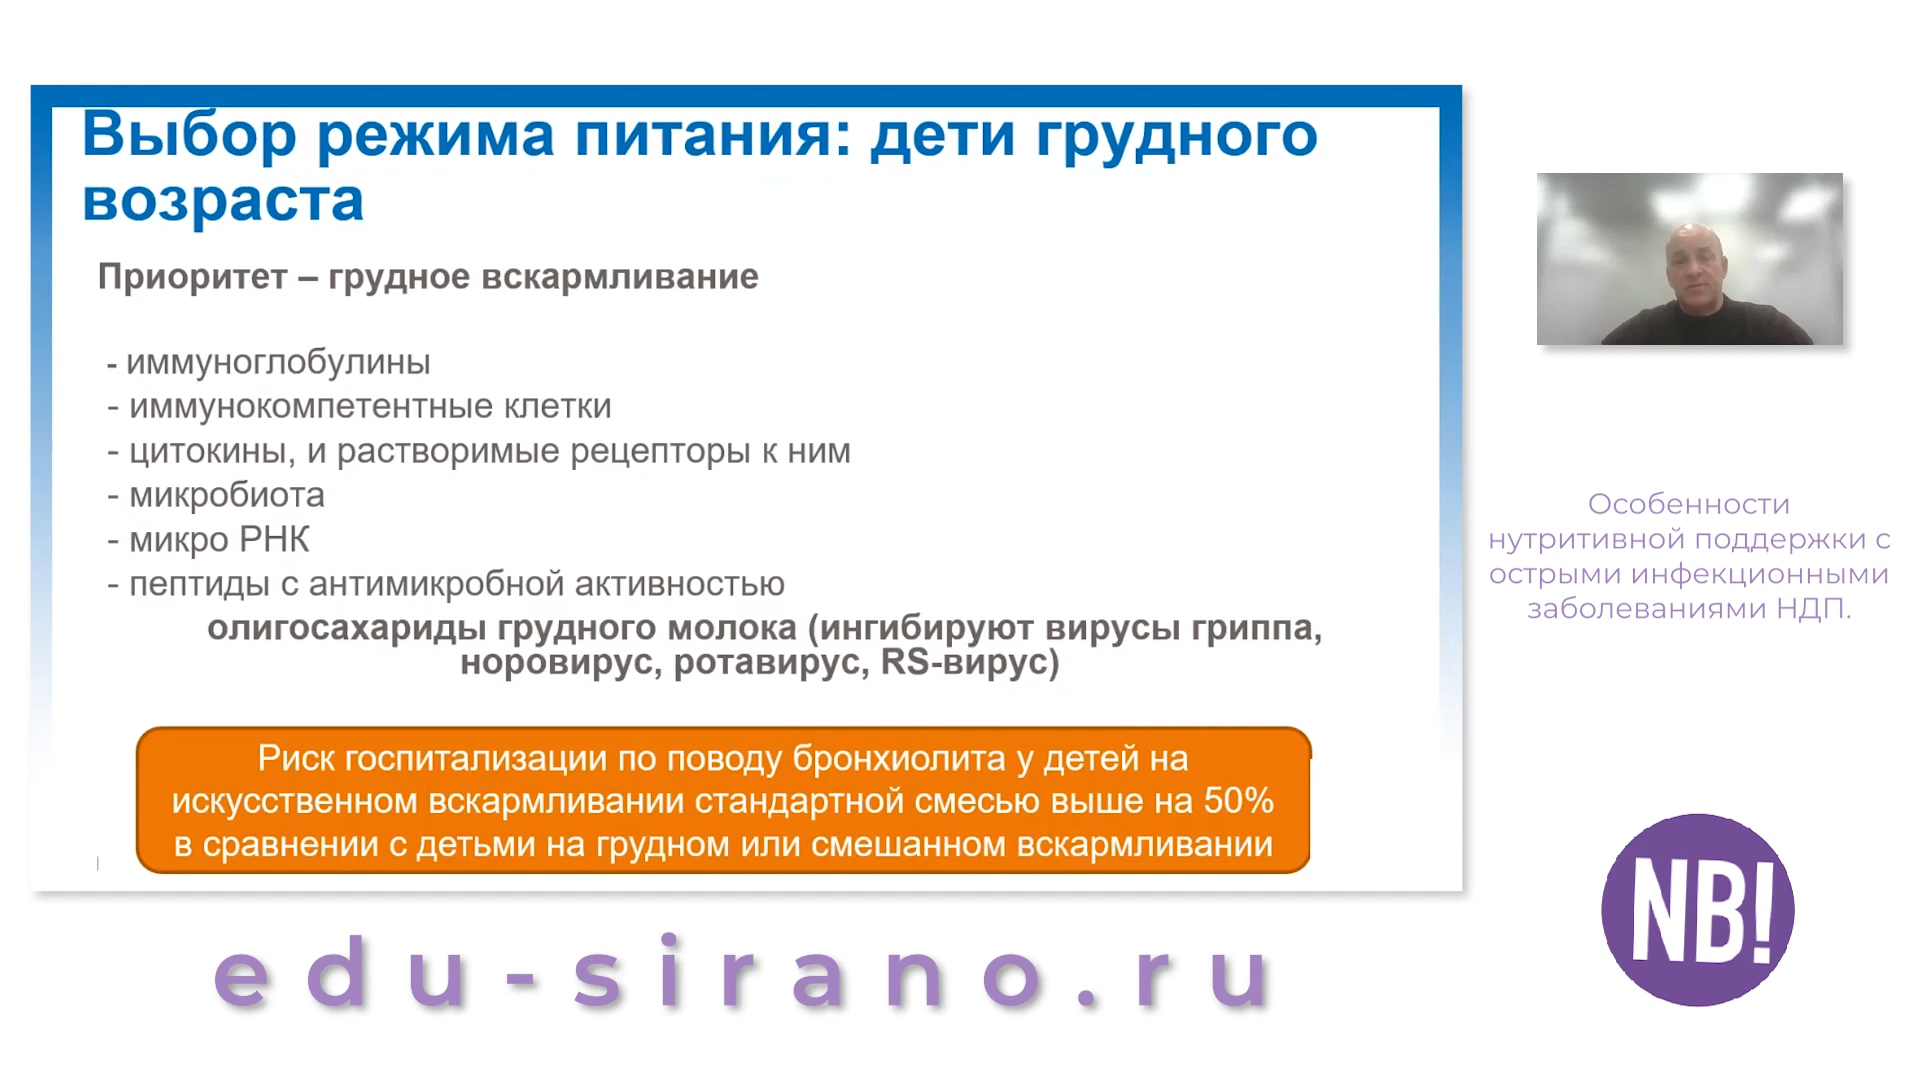 Выбор режима питания: дети грудного
возраста
Приоритет – грудное вскармливание
- иммуноглобулины
- иммунокомпетентные клетки
- цитокины, и растворимые рецепторы к ним
- микробиота
- микро РНК
- пептиды с антимикробной активностью
олигосахариды грудного молока (ингибируют вирусы гриппа,
норовирус, ротавирус, RS-вирус)
Риск госпитализации по поводу бронхиолита у детей на
искусственном вскармливании стандартной смесью выше на 50%
в сравнении с детьми на грудном или смешанном вскармливании
Особенности
нутритивной поддержки с
острыми инфекционными
заболеваниями НДП.
edu-sirano.ru
NB!